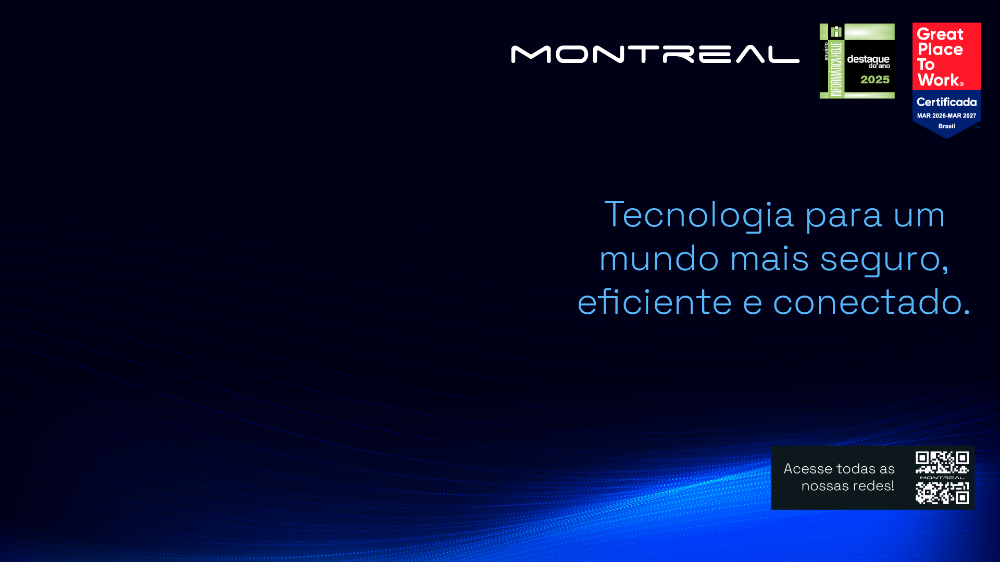 MONTREAL
anuário
INFORMÁTICA HOJE
destaque
do ano
2025
Great
Place
To
Work®
Certificada
MAR 2026-MAR 2027
Brasil
TM
Tecnologia para um
mundo mais seguro,
eficiente e conectado.
Acesse todas as
nossas redes!
MONTREAL